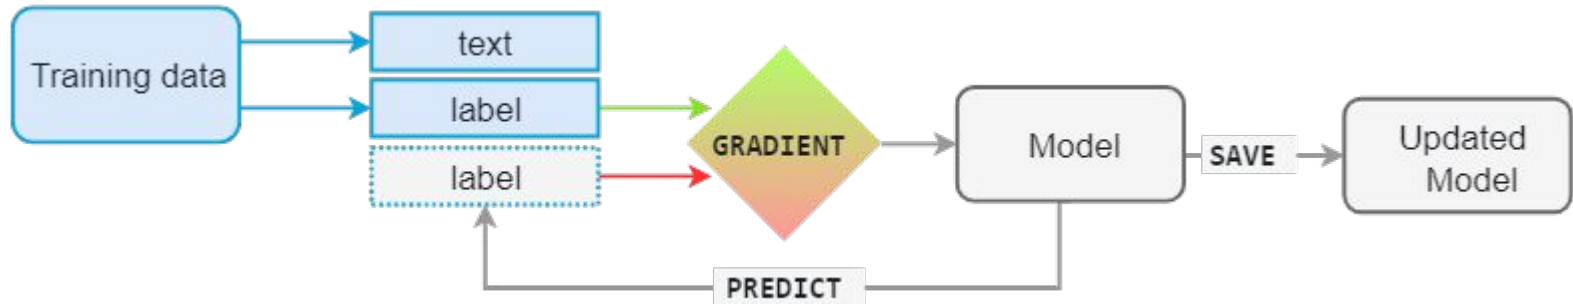 Training data
text
label
label
GRADIENT
Model
SAVE
Updated
Model
PREDICT